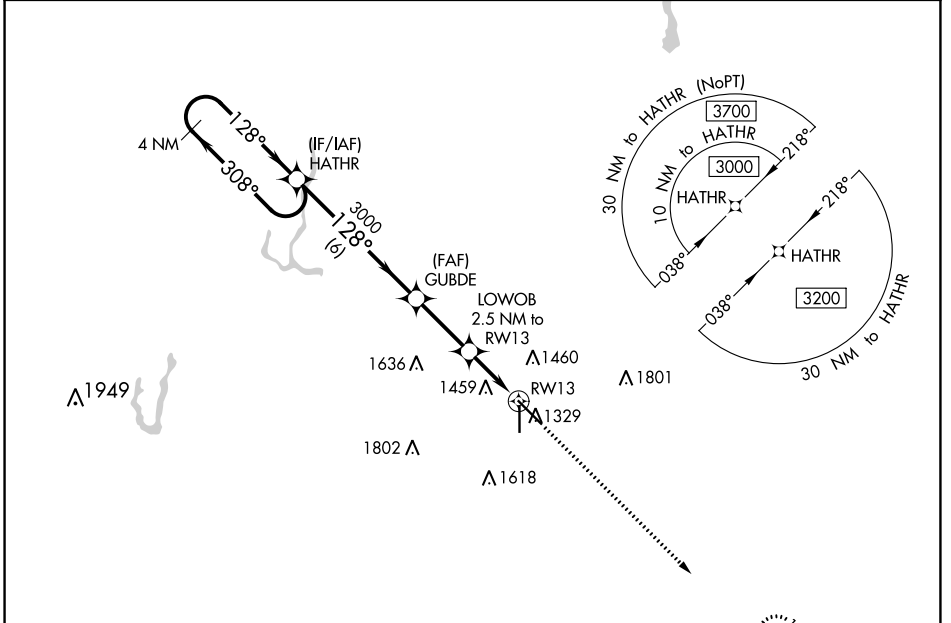 4 NM
128°
308°
(IF/IAF)
HATHR
3000
128°
(6)
(FAF)
GUBDE
LOWOB
2.5 NM to
RW13
1636
1460
1459
RW13
1329
1801
1949
1802
1618
30 NM to HATHR (NoPT)
3700
10 NM to HATHR
3000
HATHR
218°
038°
218°
HATHR
038°
3200
30 NM to HATHR